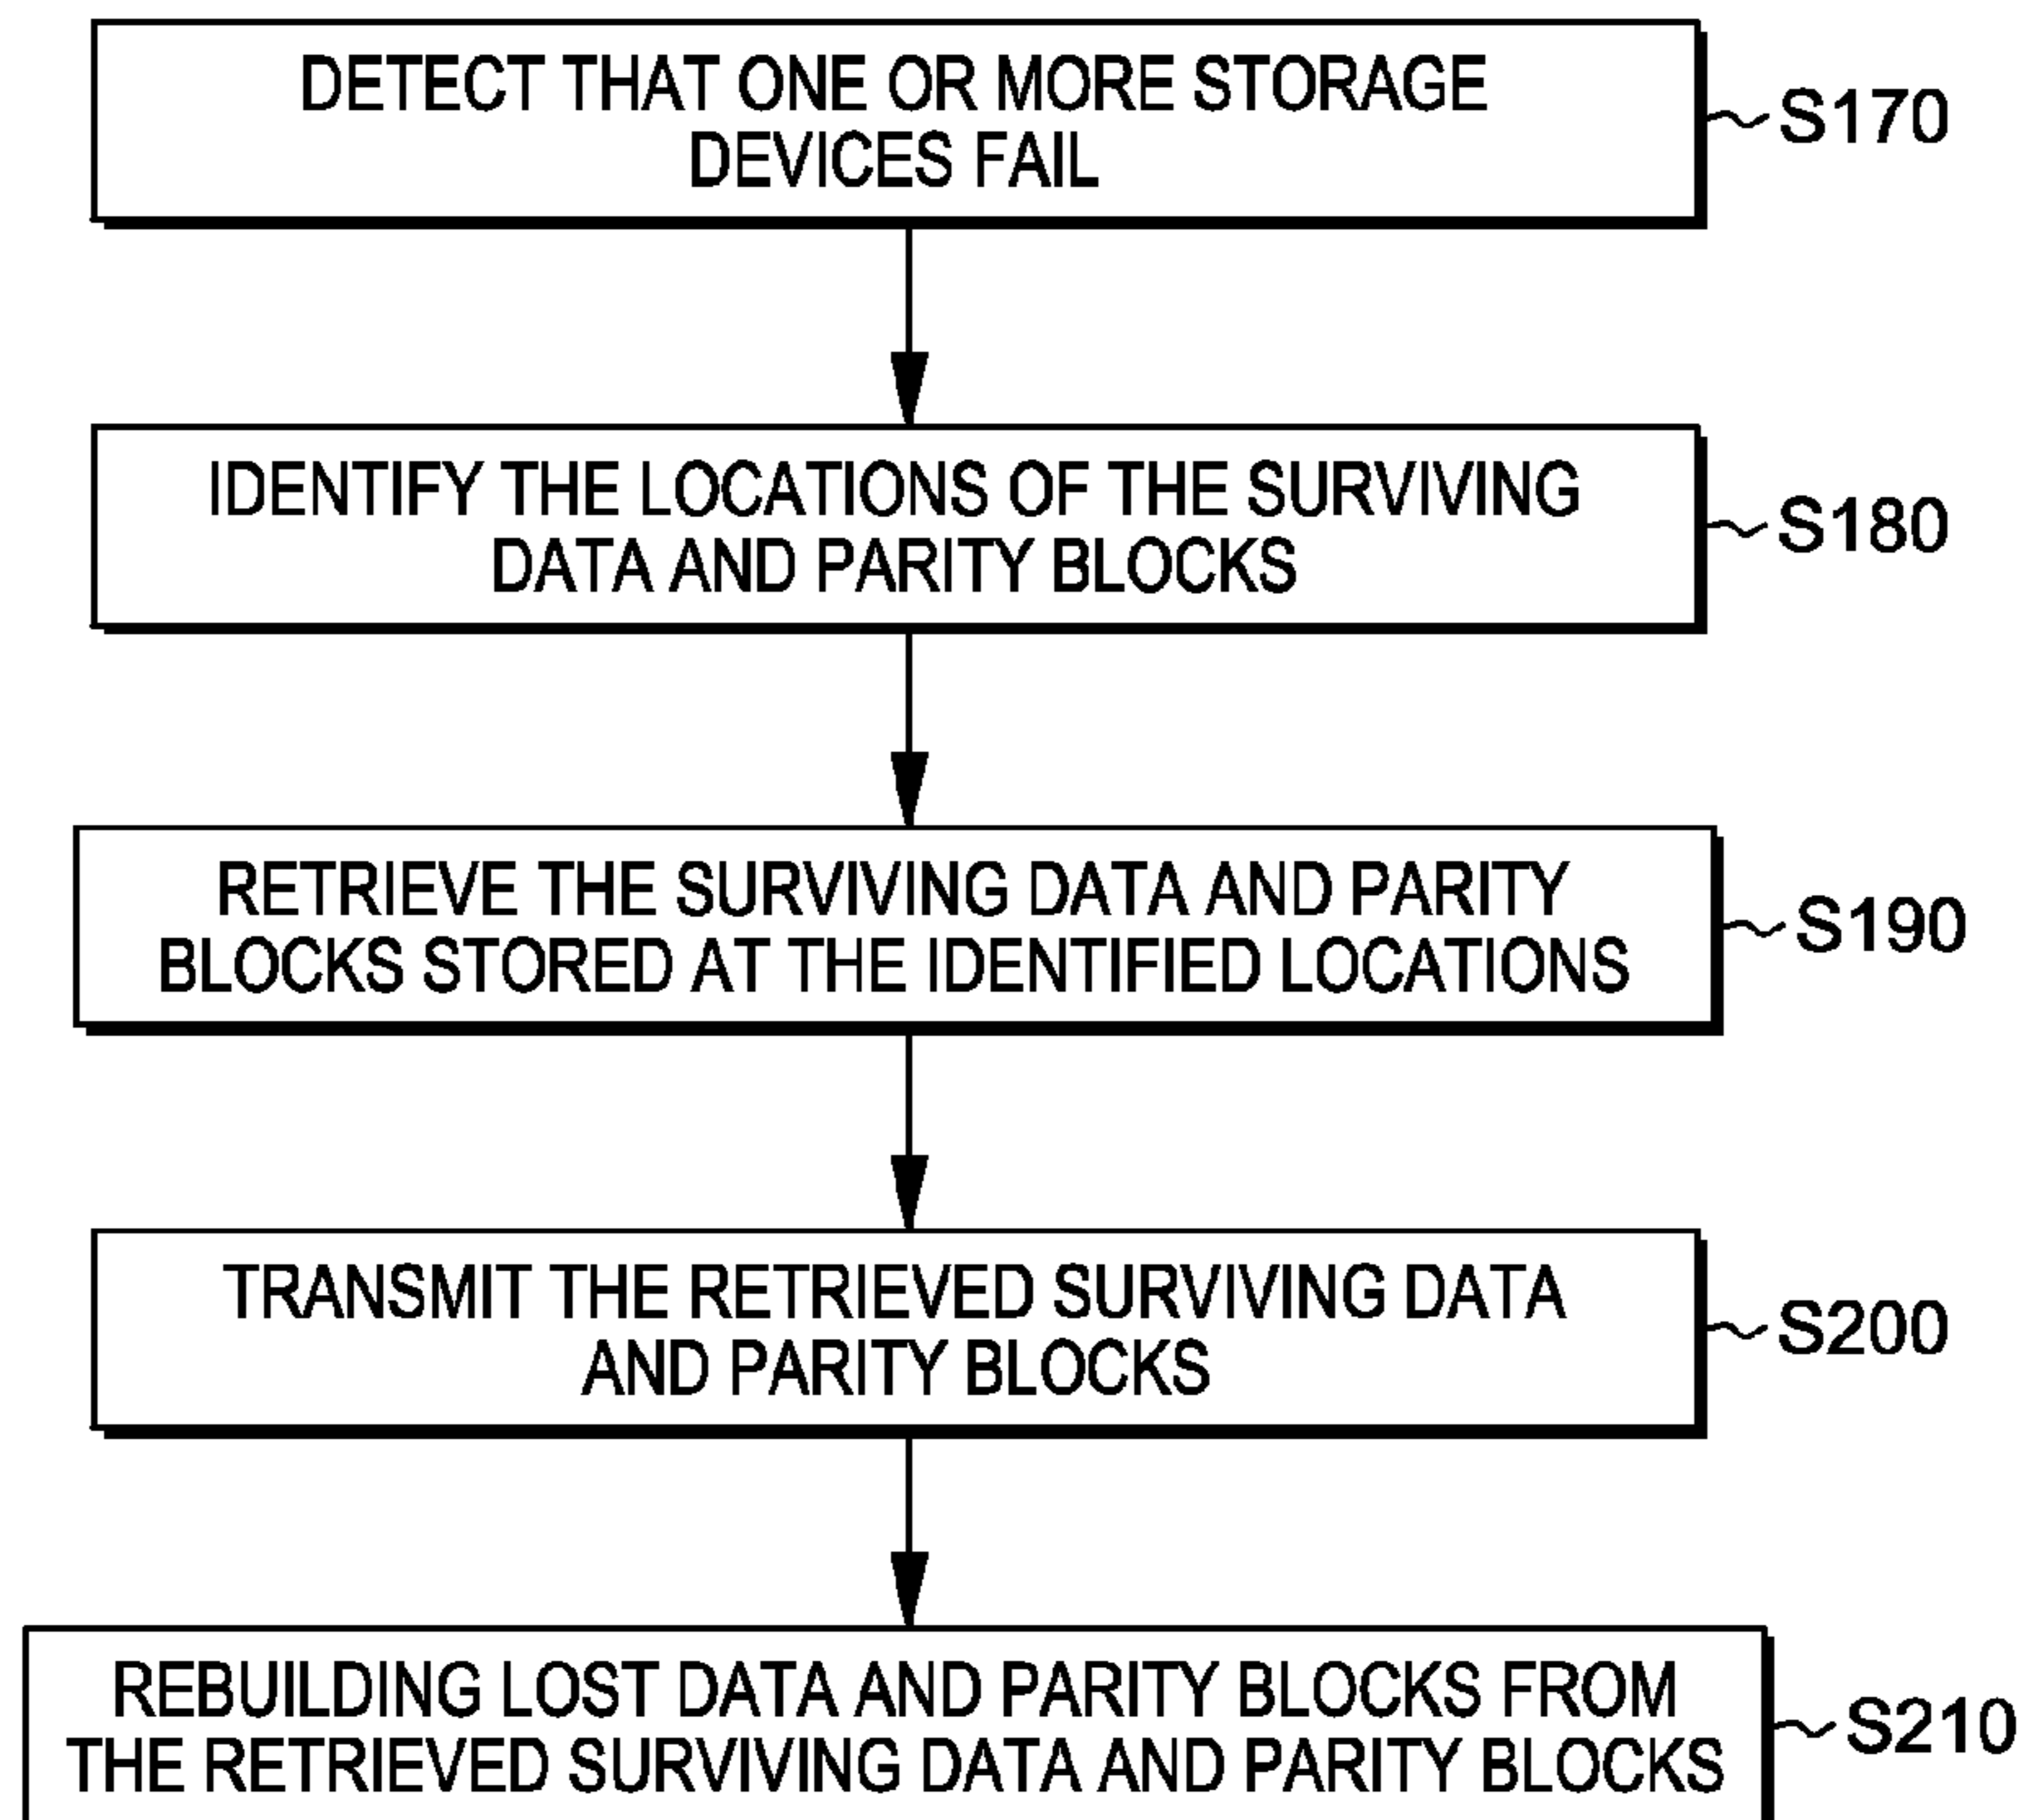 DETECT THAT ONE OR MORE STORAGE
DEVICES FAIL
S170
IDENTIFY THE LOCATIONS OF THE SURVIVING
DATA AND PARITY BLOCKS
S180
RETRIEVE THE SURVIVING DATA AND PARITY
BLOCKS STORED AT THE IDENTIFIED LOCATIONS
S190
TRANSMIT THE RETRIEVED SURVIVING DATA
AND PARITY BLOCKS
S200
REBUILDING LOST DATA AND PARITY BLOCKS FROM
THE RETRIEVED SURVIVING DATA AND PARITY BLOCKS
S210